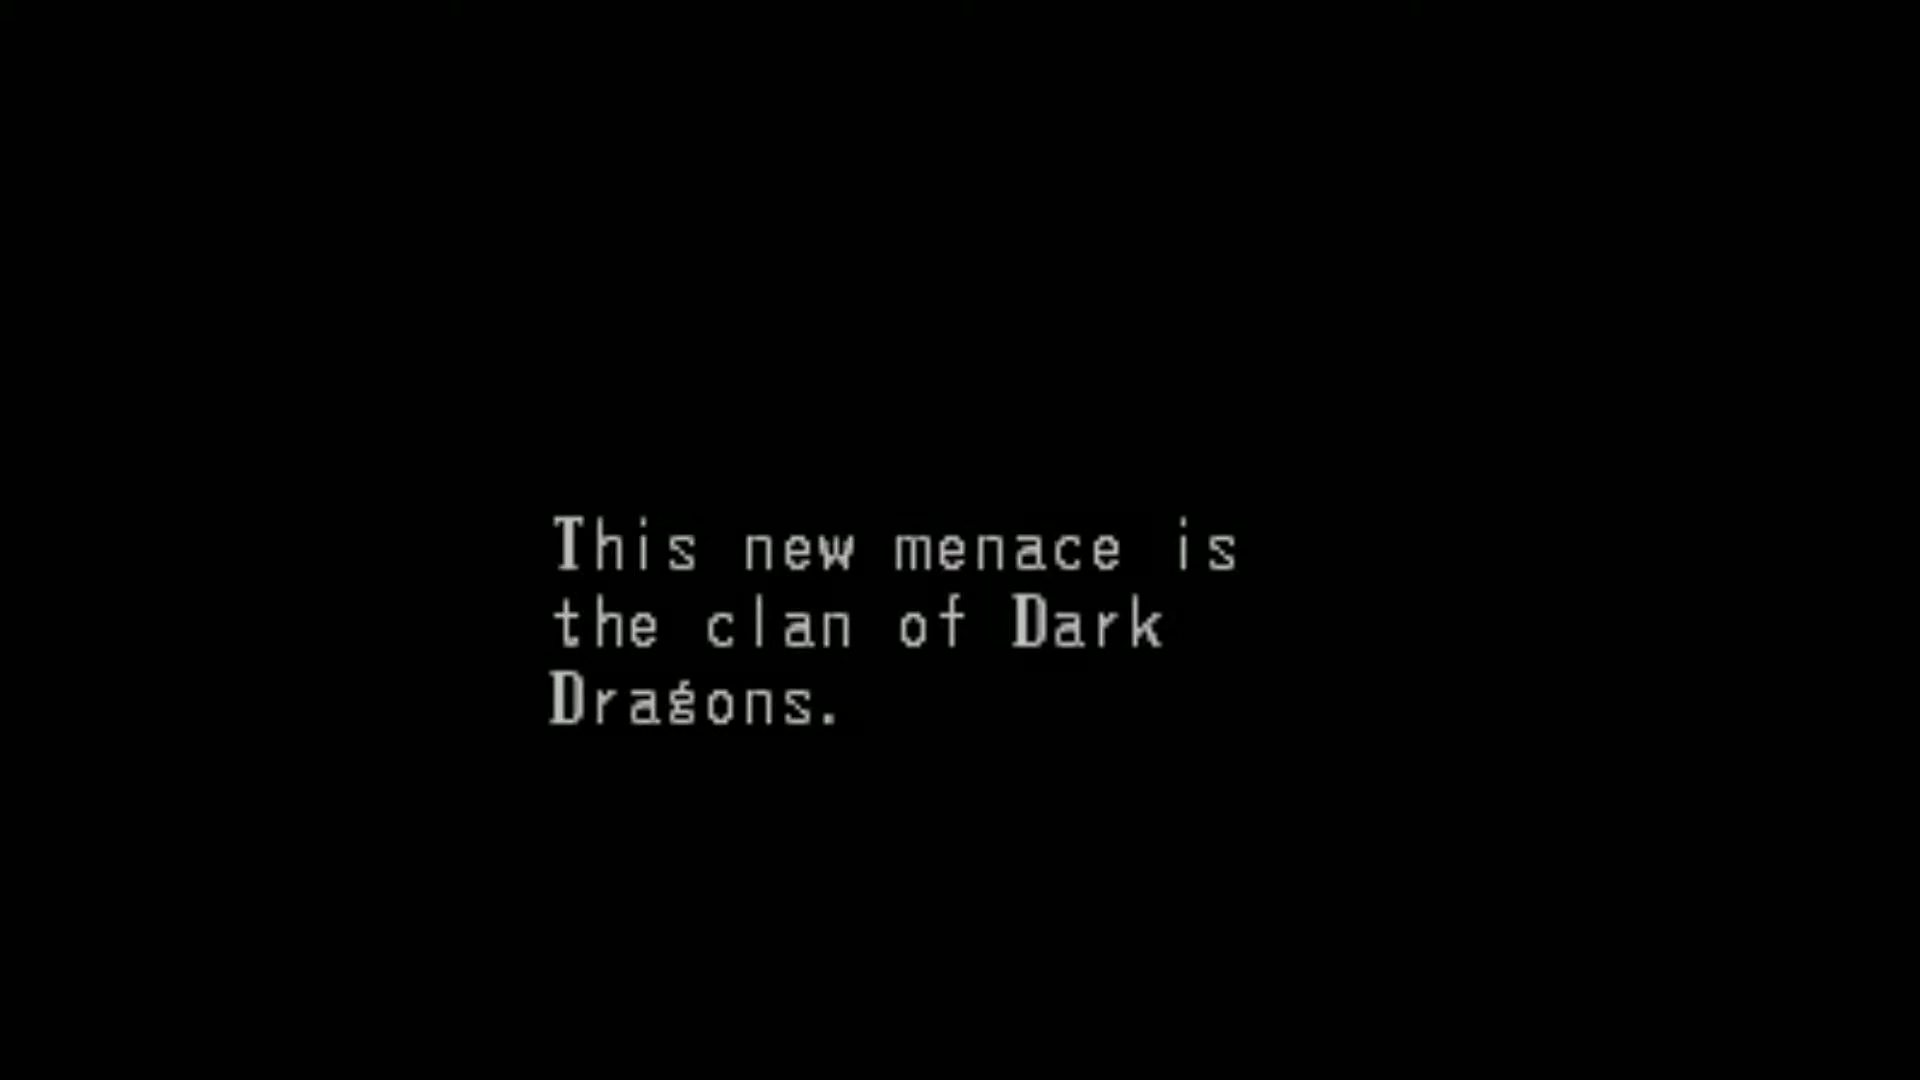 This new menace is
the clan of Dark
Dragons.